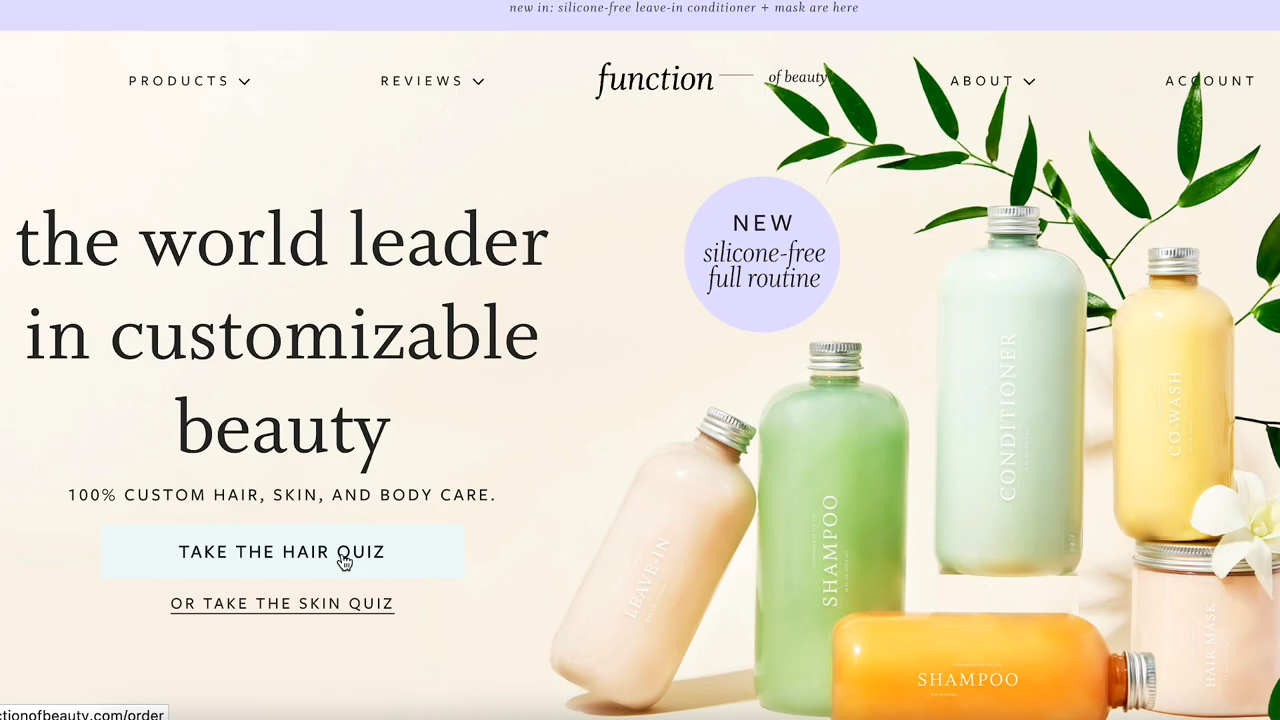 new in: silicone-free leave-in conditioner + mask are here
PRODUCTS
REVIEWS
function of beauty
ABOUT
ACCOUNT
the world leader
in customizable
beauty
100% CUSTOM HAIR, SKIN, AND BODY CARE.
TAKE THE HAIR QUIZ
OR TAKE THE SKIN QUIZ
NEW
silicone-free
full routine
LEAVE-IN
SHAMPOO
CONDITIONER
CO-WASH
SHAMPOO
HAIR MASK
ctionofbeauty.com/order